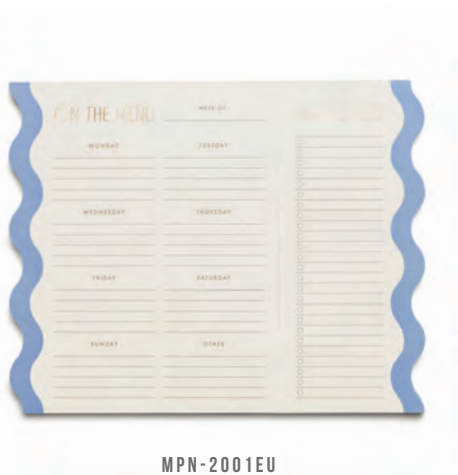 ON THE MENU
WEEK OF:
MONDAY
TUESDAY
WEDNESDAY
THURSDAY
FRIDAY
SATURDAY
SUNDAY
OTHER
MPN-2001EU